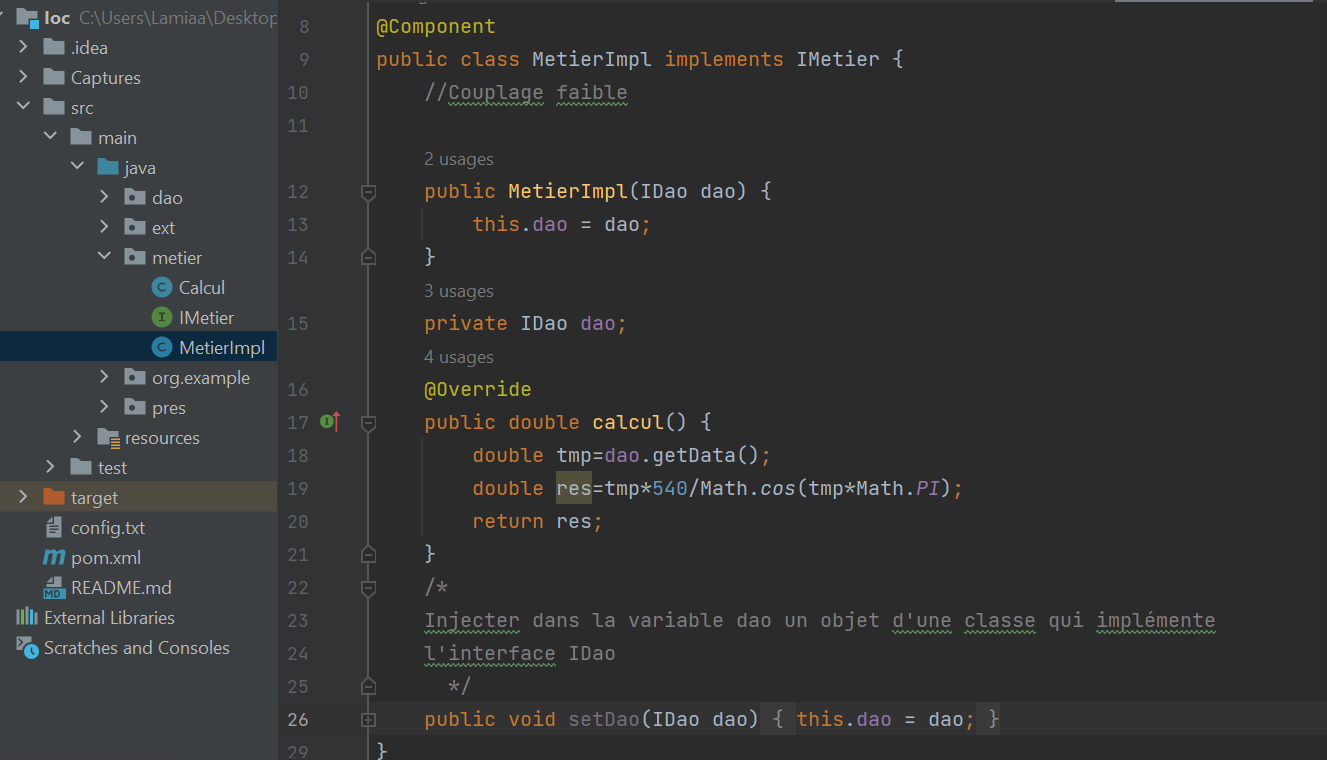 Ioc C:\Users\Lamiaa\Desktop
.idea
Captures
src
main
java
dao
ext
metier
C Calcul
I IMetier
C MetierImpl
org.example
pres
resources
test
target
config.txt
m pom.xml
MD README.md
External Libraries
Scratches and Consoles
8 @Component
9 public class MetierImpl implements IMetier {
10 //Couplage faible
11
2 usages
12 public MetierImpl(IDao dao) {
13 this.dao = dao;
14 }
3 usages
15 private IDao dao;
4 usages
16 @Override
17 I public double calcul() {
18 double tmp=dao.getData();
19 double res=tmp*540/Math.cos(tmp*Math.PI);
20 return res;
21 }
22 /*
23 Injecter dans la variable dao un objet d'une classe qui implémente
24 l'interface IDao
25 */
26 public void setDao(IDao dao) { this.dao = dao; }
29 }